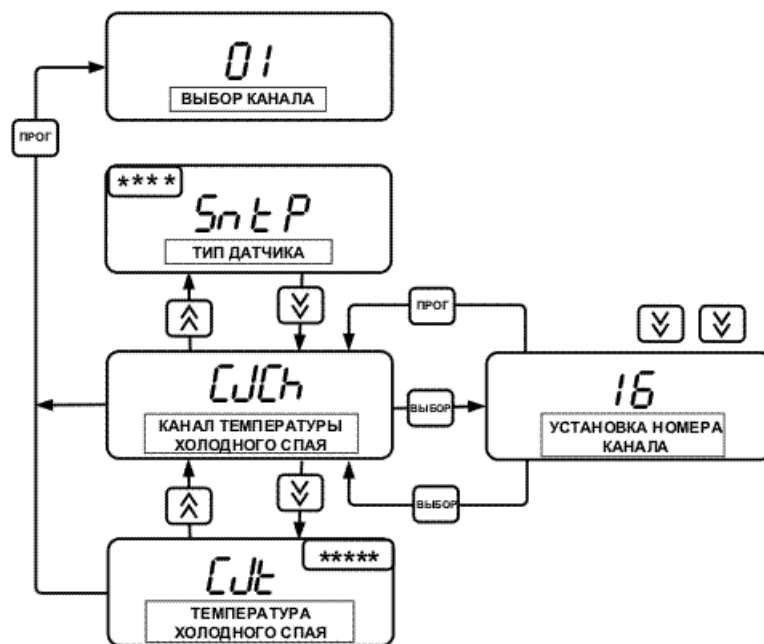 01
ВЫБОР КАНАЛА
ПРОГ
****
SntP
ТИП ДАТЧИКА
ПРОГ
CJCh
КАНАЛ ТЕМПЕРАТУРЫ
ХОЛОДНОГО СПАЯ
ВЫБОР
16
УСТАНОВКА НОМЕРА
КАНАЛА
ВЫБОР
*****
CJt
ТЕМПЕРАТУРА
ХОЛОДНОГО СПАЯ